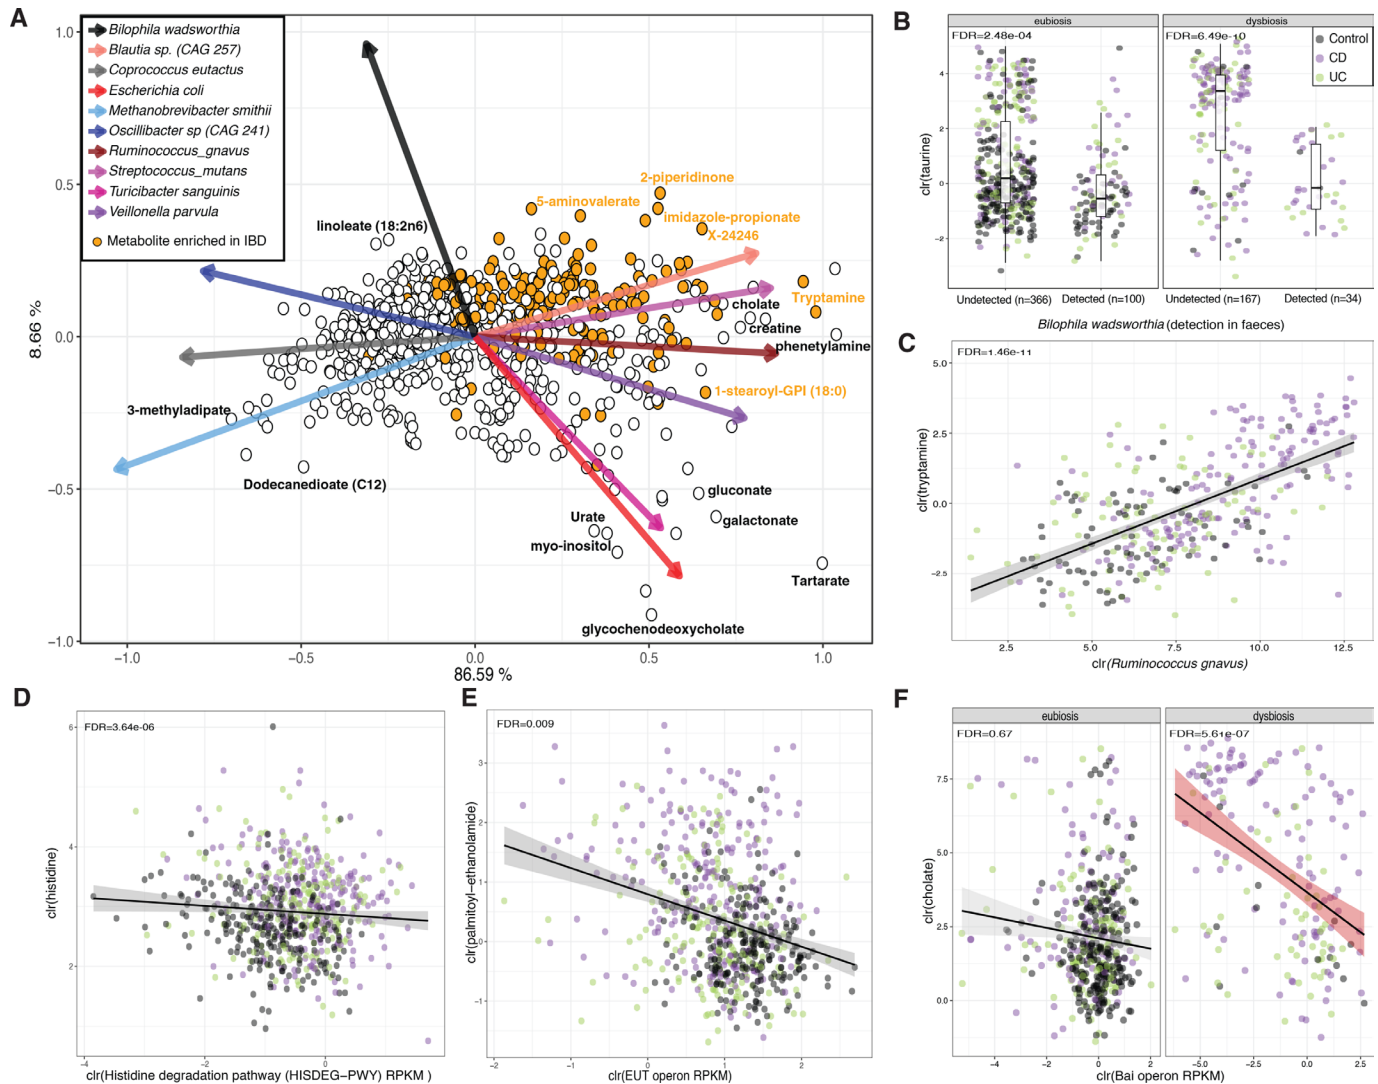 A
Bilophila wadsworthia
Blautia sp. (CAG 257)
Coprococcus eutactus
Escherichia coli
Methanobrevibacter smithii
Oscillibacter sp (CAG 241)
Ruminococcus_gnavus
Streptococcus_mutans
Turicibacter sanguinis
Veillonella parvula
Metabolite enriched in IBD
1.0
0.5
0.0
−0.5
−1.0
8.66 %
2-piperidinone
5-aminovalerate
imidazole-propionate
X-24246
linoleate (18:2n6)
Tryptamine
cholate
creatine
phenetylamine
1-stearoyl-GPI (18:0)
3-methyladipate
Dodecanedioate (C12)
gluconate
galactonate
Urate
myo-inositol
Tartarate
glycochenodeoxycholate
−1.0 −0.5 0.0 0.5 1.0
86.59 %
B
eubiosis dysbiosis
FDR=2.48e-04 FDR=6.49e-10
Control
CD
UC
4
2
0
−2
clr(taurine)
Undetected (n=366) Detected (n=100) Undetected (n=167) Detected (n=34)
Bilophila wadsworthia (detection in faeces)
C
FDR=1.46e-11
5.0
2.5
0.0
−2.5
clr(tryptamine)
2.5 5.0 7.5 10.0 12.5
clr(Ruminococcus gnavus)
D
FDR=3.64e-06
6
4
2
clr(histidine)
−4 −2 0
clr(Histidine degradation pathway (HISDEG−PWY) RPKM )
E
FDR=0.009
3
2
1
0
−1
clr(palmitoyl−ethanolamide)
−2 −1 0 1 2
clr(EUT operon RPKM)
F
eubiosis dysbiosis
FDR=0.67 FDR=5.61e-07
7.5
5.0
2.5
0.0
clr(cholate)
−4 −2 0 2 −5.0 −2.5 0.0 2.5
clr(Bai operon RPKM)